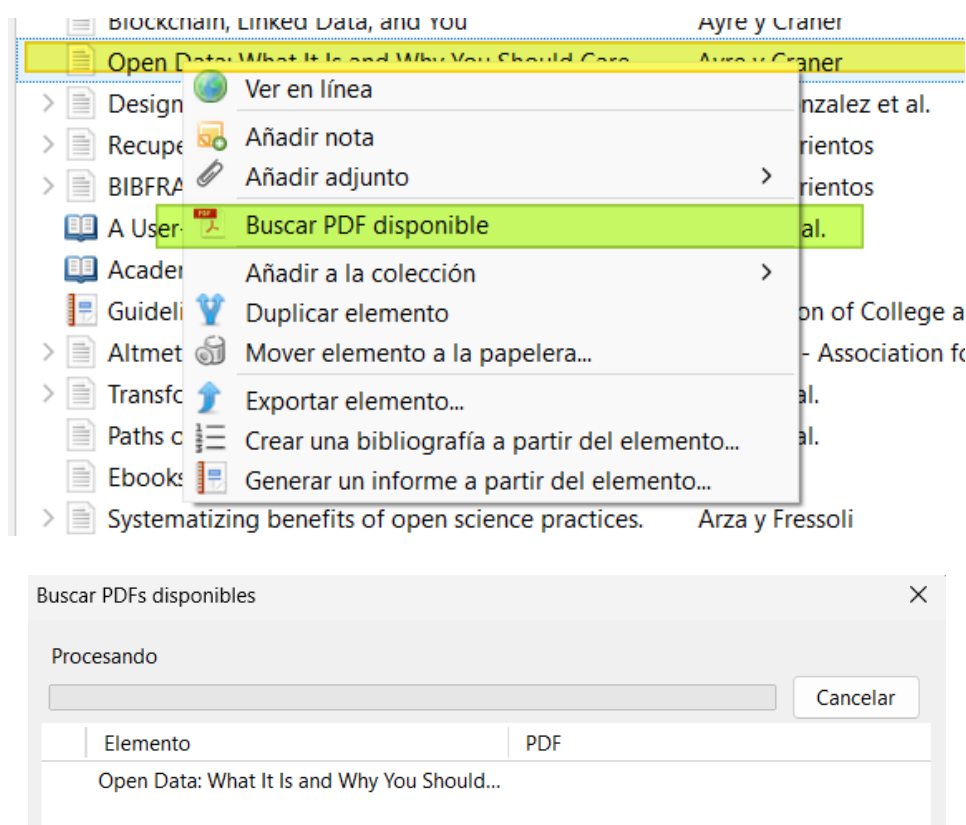 Blockchain, Linked Data, and You Ayre y Craner
Open Data: What It Is and Why You Should Care Ayre y Craner
Ver en línea
Design nzalez et al.
Añadir nota
Recupe rientos
Añadir adjunto
BIBFRA rientos
Buscar PDF disponible
A User- al.
Añadir a la colección
Acader
Duplicar elemento
Guideli on of College a
Mover elemento a la papelera...
Altmet - Association fo
Transfo al.
Exportar elemento...
Paths o al.
Crear una bibliografía a partir del elemento...
Ebooks
Generar un informe a partir del elemento...
Systematizing benefits of open science practices. Arza y Fressoli
Buscar PDFs disponibles
Procesando
Cancelar
Elemento PDF
Open Data: What It Is and Why You Should...